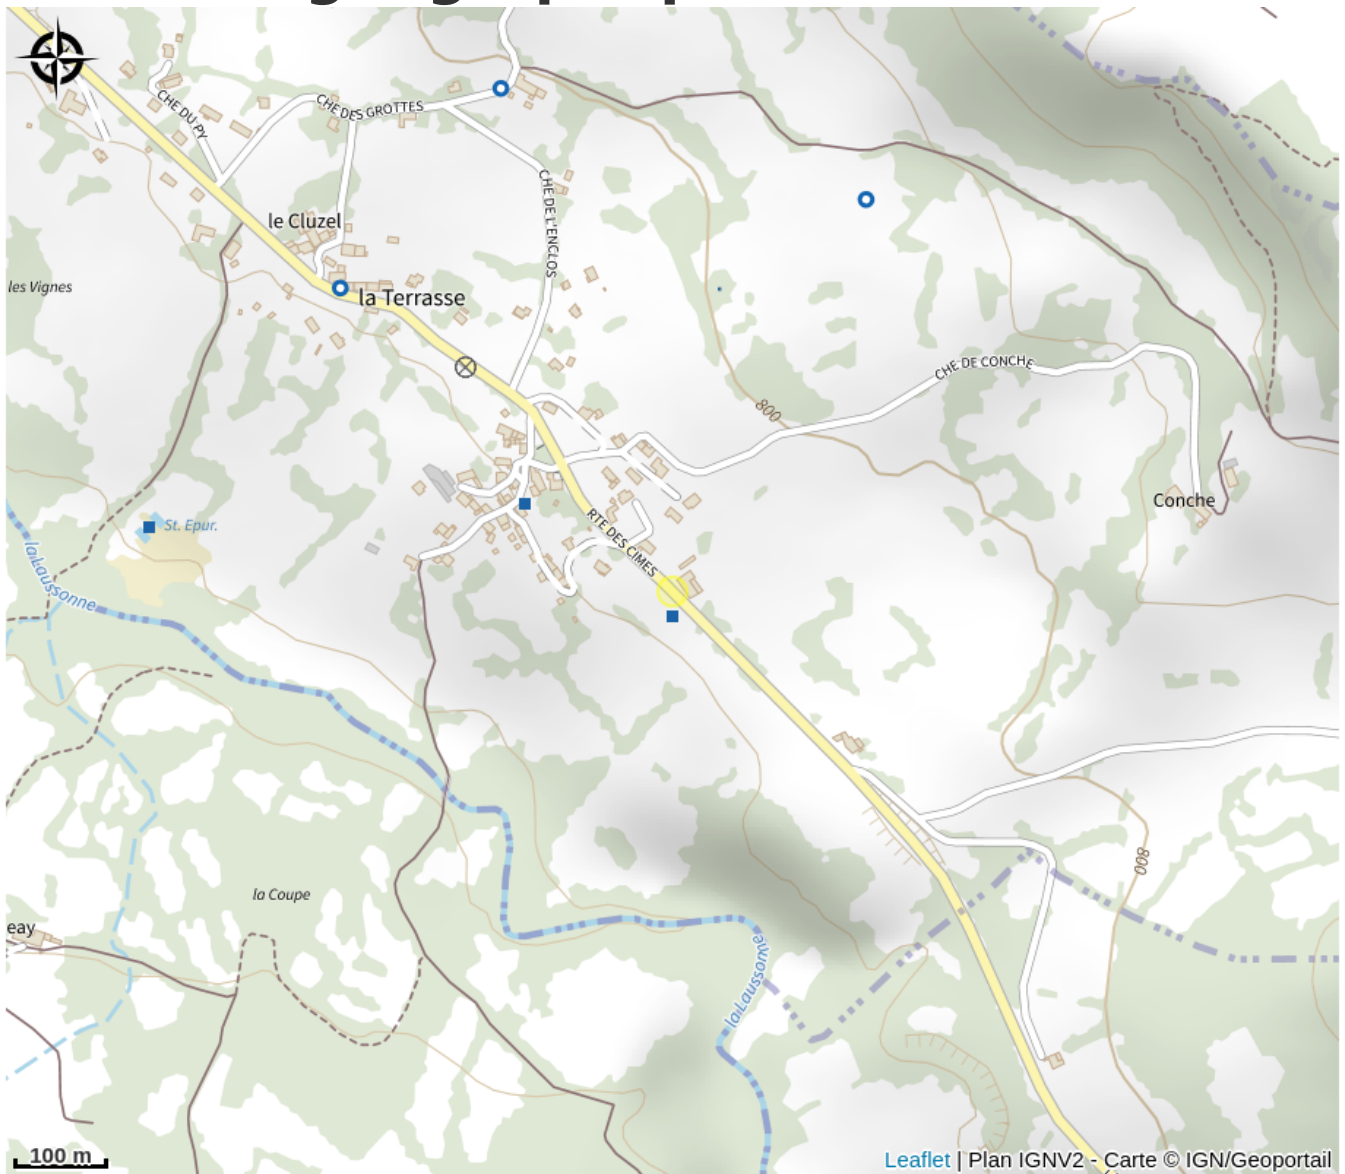 CHE DU PY
CHE DES GROTTES
CHE DE L'ENCLOS
le Cluzel
les Vignes
la Terrasse
CHE DE CONCHE
800
Conche
St. Epur.
RTE DES CIMES
la Laussonne
800
la Coupe
eay
la Laussonne
100 m
Leaflet | Plan IGNV2 - Carte © IGN/Geoportail